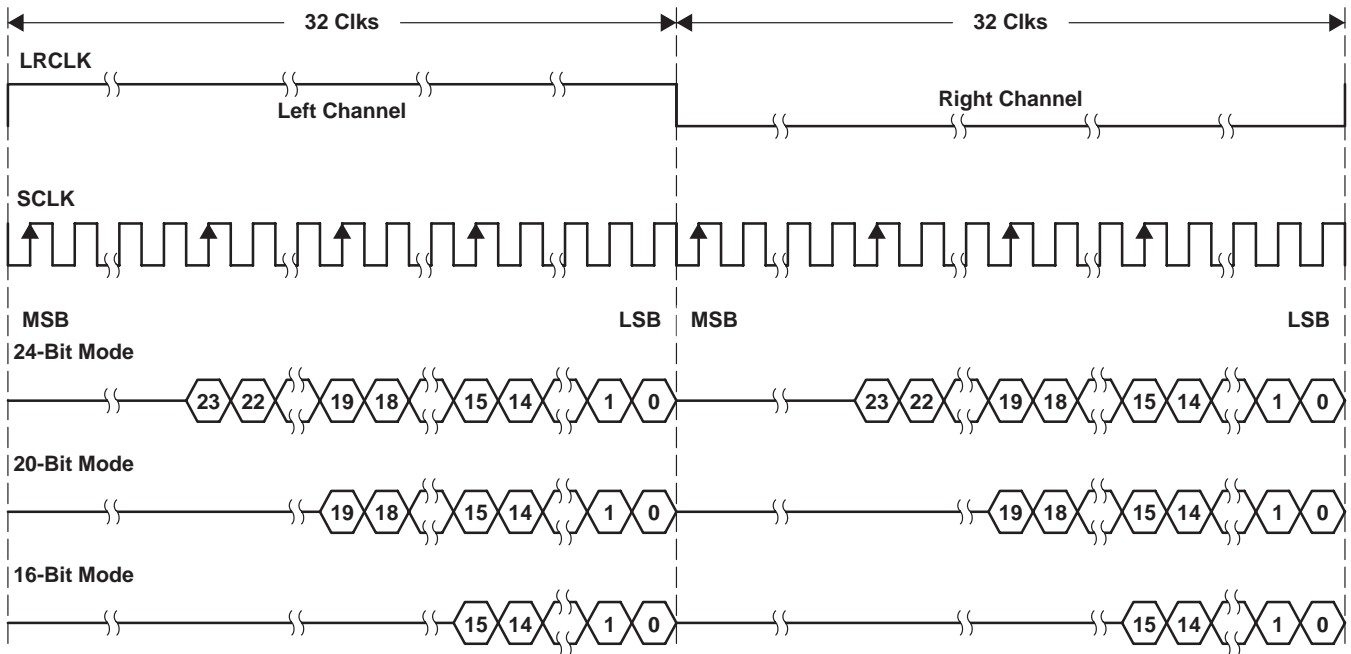 32 Clks 32 Clks
LRCLK
Left Channel Right Channel
SCLK
MSB LSB MSB LSB
24-Bit Mode
23 22 19 18 15 14 1 0 23 22 19 18 15 14 1 0
20-Bit Mode
19 18 15 14 1 0 19 18 15 14 1 0
16-Bit Mode
15 14 1 0 15 14 1 0